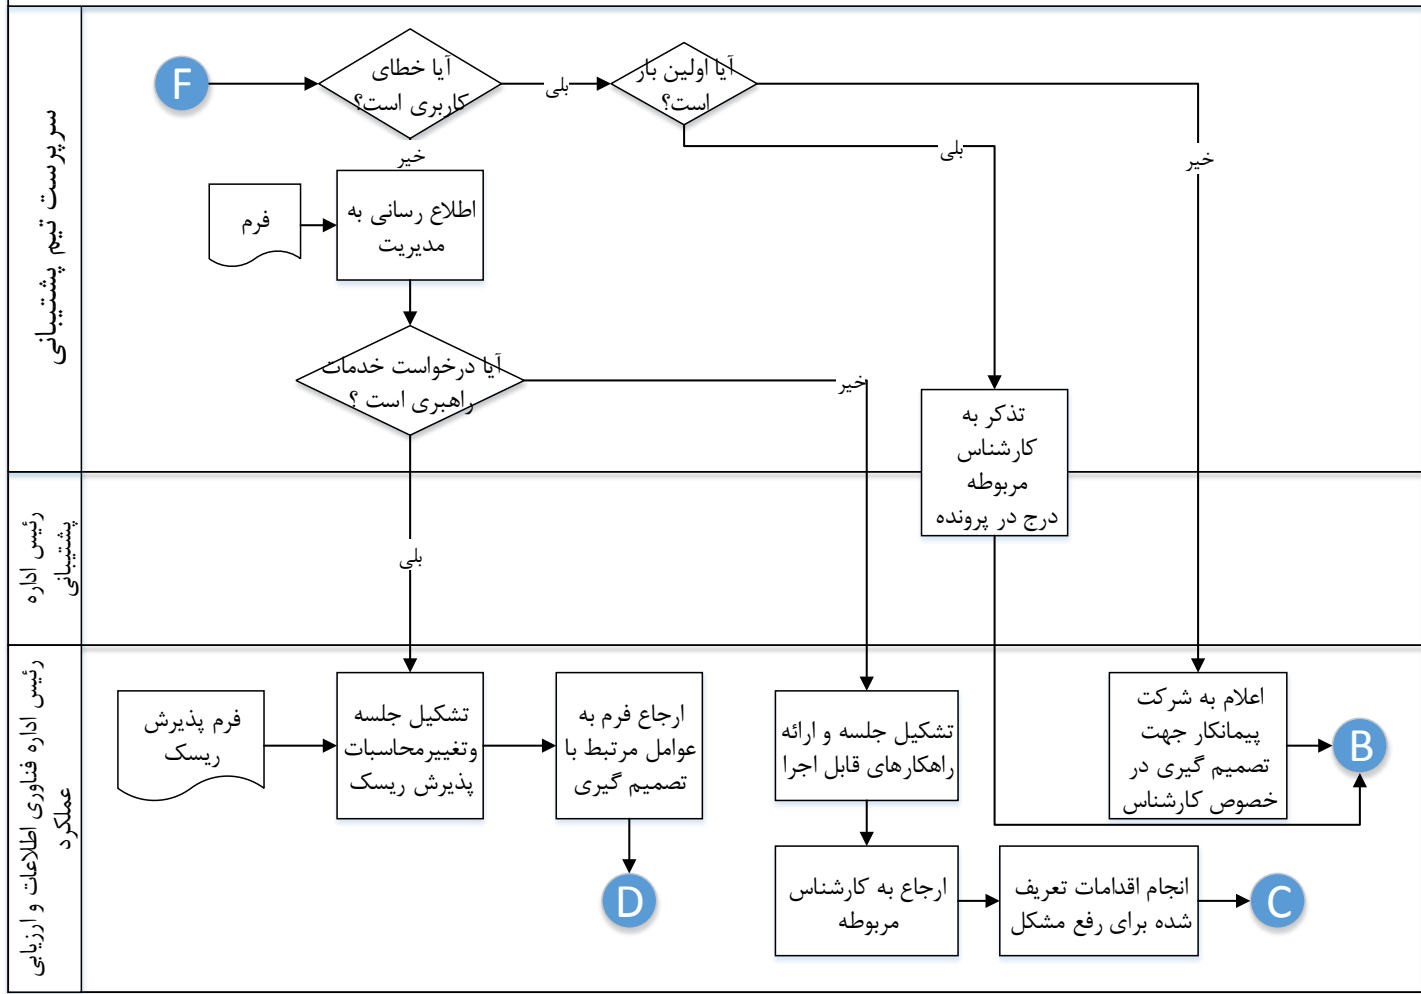 سرپرست تیم پشتیبانی
F
آیا خطای
کاربری است؟
بلی
آیا اولین بار
است؟
خیر
بلی
خیر
فرم
اطلاع رسانی به
مدیریت
آیا درخواست خدمات
راهبری است ؟
خیر
تذکر به
کارشناس
مربوطه
درج در پرونده
رئیس اداره
پشتیبانی
بلی
رئیس اداره فناوری اطلاعات و ارزیابی
عملکرد
فرم پذیرش
ریسک
تشکیل جلسه
وتغییرمحاسبات
پذیرش ریسک
ارجاع فرم به
عوامل مرتبط با
تصمیم گیری
D
تشکیل جلسه و ارائه
راهکارهای قابل اجرا
اعلام به شرکت
پیمانکار جهت
تصمیم گیری در
خصوص کارشناس
B
ارجاع به کارشناس
مربوطه
انجام اقدامات تعریف
شده برای رفع مشکل
C